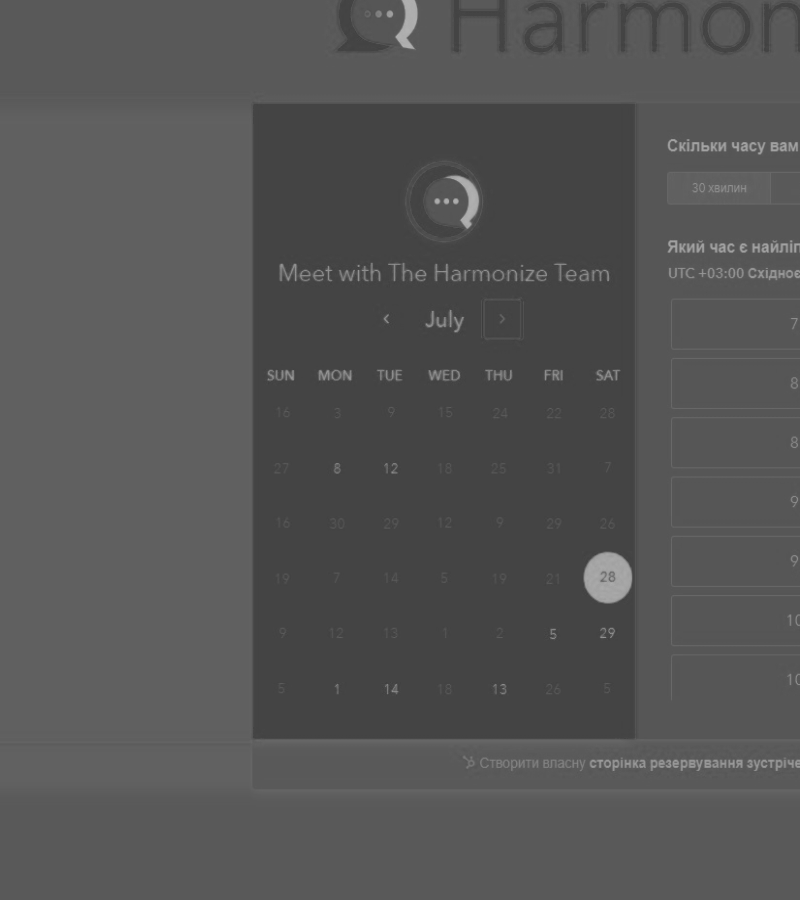 Harmon
Скільки часу вам
30 хвилин
Який час є найліп
UTC +03:00 Східноє
Meet with The Harmonize Team
July
SUN MON TUE WED THU FRI SAT
16 3 9 15 24 22 28
27 8 12 18 25 31 7
16 30 29 12 9 29 26
19 7 14 5 19 21 28
9 12 13 1 2 5 29
5 1 14 18 13 26 5
7
8
8
9
9
10
10
Створити власну сторінка резервування зустріче